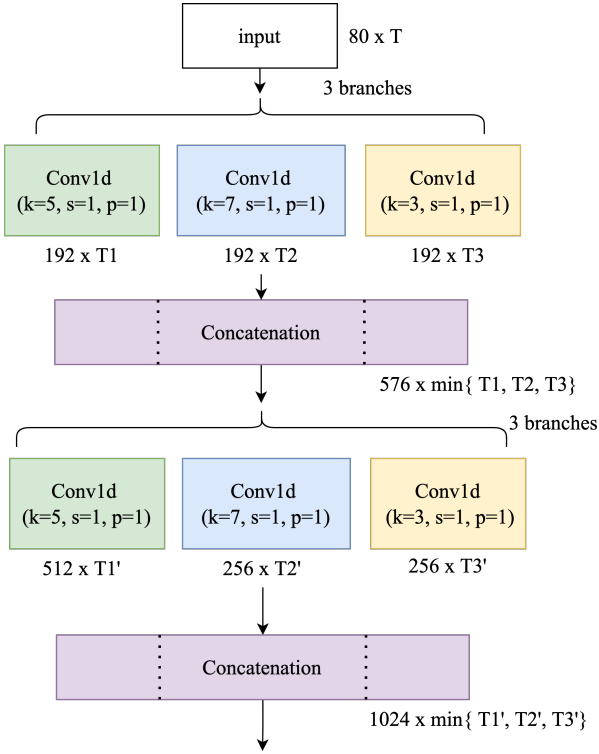 input
80 x T
3 branches
Conv1d
(k=5, s=1, p=1)
Conv1d
(k=7, s=1, p=1)
Conv1d
(k=3, s=1, p=1)
192 x T1
192 x T2
192 x T3
Concatenation
576 x min{ T1, T2, T3}
3 branches
Conv1d
(k=5, s=1, p=1)
Conv1d
(k=7, s=1, p=1)
Conv1d
(k=3, s=1, p=1)
512 x T1'
256 x T2'
256 x T3'
Concatenation
1024 x min{ T1', T2', T3'}